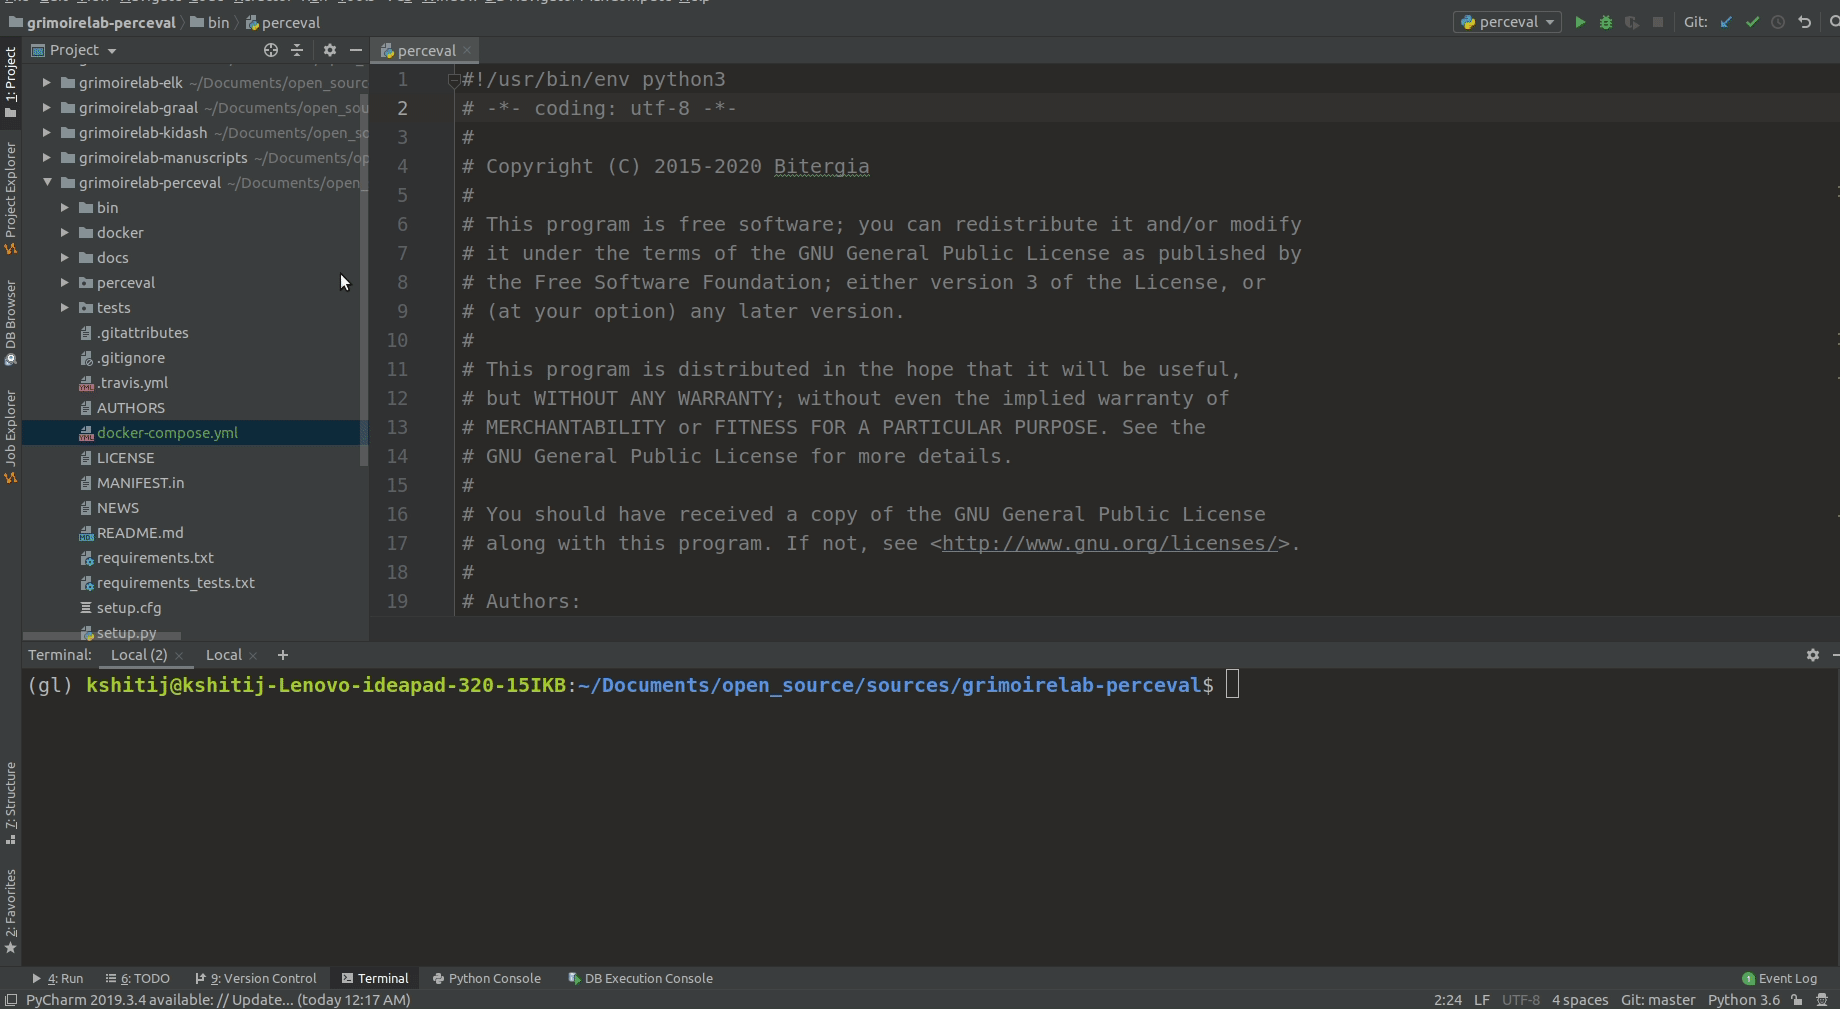 grimoirelab-perceval bin perceval
perceval Git:
1: Project
Project Explorer
DB Browser
Job Explorer
7: Structure
2: Favorites
Project
grimoirelab-elk ~/Documents/open_sourc
grimoirelab-graal ~/Documents/open_sou
grimoirelab-kidash ~/Documents/open_so
grimoirelab-manuscripts ~/Documents/op
grimoirelab-perceval ~/Documents/open_
bin
docker
docs
perceval
tests
.gitattributes
.gitignore
.travis.yml
AUTHORS
docker-compose.yml
LICENSE
MANIFEST.in
NEWS
README.md
requirements.txt
requirements_tests.txt
setup.cfg
setup.py
perceval
1 #!/usr/bin/env python3
2 # -*- coding: utf-8 -*-
3 #
4 # Copyright (C) 2015-2020 Bitergia
5 #
6 # This program is free software; you can redistribute it and/or modify
7 # it under the terms of the GNU General Public License as published by
8 # the Free Software Foundation; either version 3 of the License, or
9 # (at your option) any later version.
10 #
11 # This program is distributed in the hope that it will be useful,
12 # but WITHOUT ANY WARRANTY; without even the implied warranty of
13 # MERCHANTABILITY or FITNESS FOR A PARTICULAR PURPOSE. See the
14 # GNU General Public License for more details.
15 #
16 # You should have received a copy of the GNU General Public License
17 # along with this program. If not, see <http://www.gnu.org/licenses/>.
18 #
19 # Authors:
Terminal: Local (2) Local +
(gl) kshitij@kshitij-Lenovo-ideapad-320-15IKB:~/Documents/open_source/sources/grimoirelab-perceval$
4: Run 6: TODO 9: Version Control Terminal Python Console DB Execution Console 1 Event Log
PyCharm 2019.3.4 available: // Update... (today 12:17 AM) 2:24 LF UTF-8 4 spaces Git: master Python 3.6